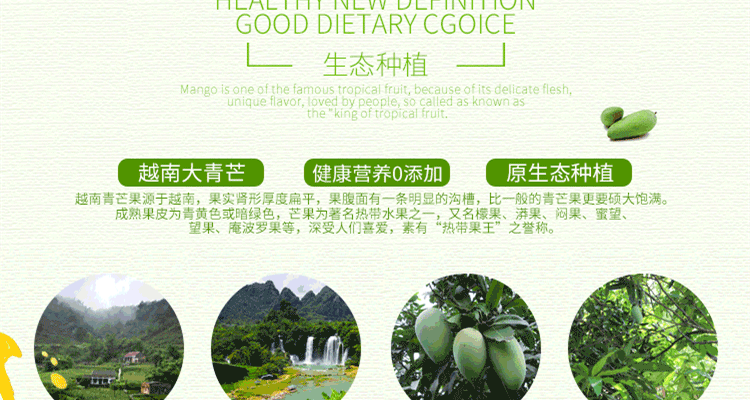 HEALTHY NEW DEFINITION
GOOD DIETARY CGOICE
生态种植
Mango is one of the famous tropical fruit, because of its delicate flesh,
unique flavor, loved by people, so called as known as
the "king of tropical fruit.
越南大青芒
健康营养0添加
原生态种植
越南青芒果源于越南，果实肾形厚度扁平，果腹面有一条明显的沟槽，比一般的青芒果更要硕大饱满。
成熟果皮为青黄色或暗绿色，芒果为著名热带水果之一，又名檬果、漭果、闷果、蜜望、
望果、庵波罗果等，深受人们喜爱，素有“热带果王”之誉称。